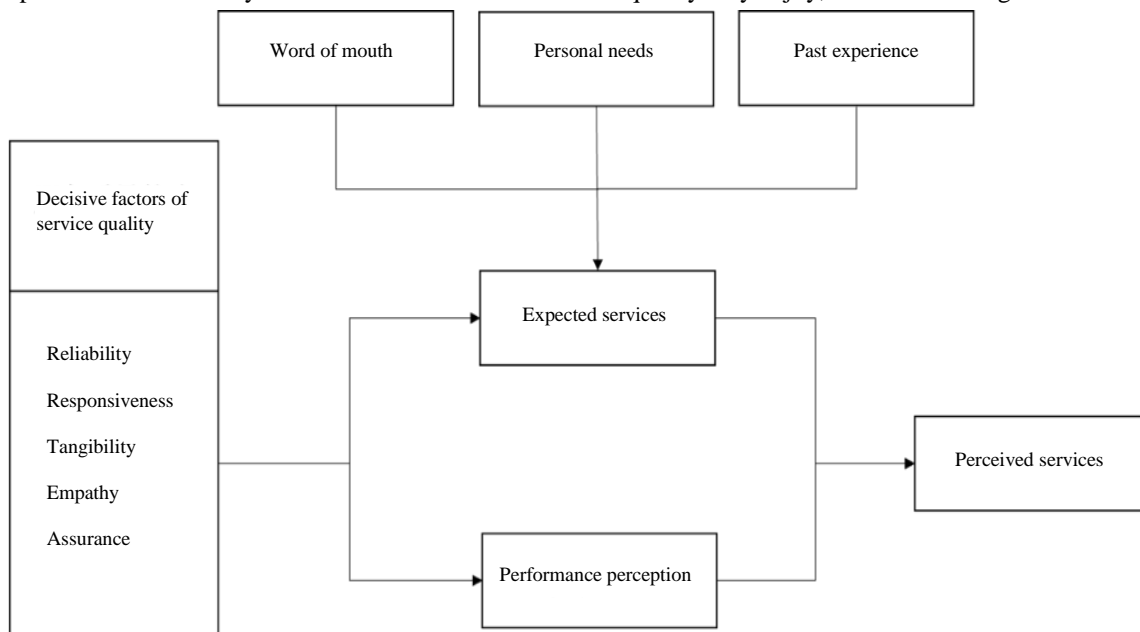 Word of mouth
Personal needs
Past experience
Decisive factors of
service quality
Expected services
Reliability
Responsiveness
Tangibility
Empathy
Assurance
Perceived services
Performance perception